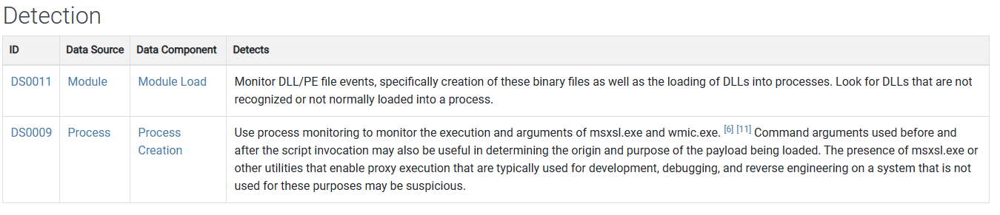 Detection
ID Data Source Data Component Detects
DS0011 Module Module Load Monitor DLL/PE file events, specifically creation of these binary files as well as the loading of DLLs into processes. Look for DLLs that are not
recognized or not normally loaded into a process.
DS0009 Process Process Use process monitoring to monitor the execution and arguments of msxsl.exe and wmic.exe. [6] [11] Command arguments used before and
Creation after the script invocation may also be useful in determining the origin and purpose of the payload being loaded. The presence of msxsl.exe or
other utilities that enable proxy execution that are typically used for development, debugging, and reverse engineering on a system that is not
used for these purposes may be suspicious.